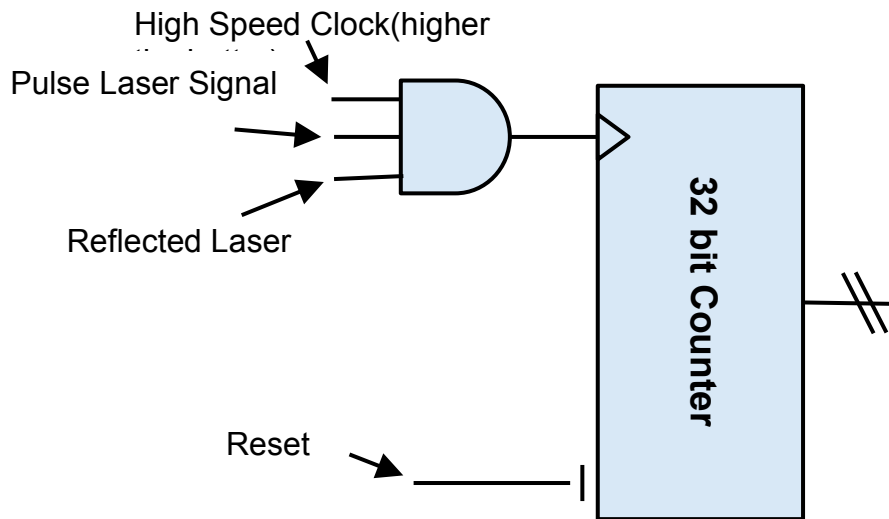 High Speed Clock(higher
Pulse Laser Signal
Reflected Laser
32 bit Counter
Reset